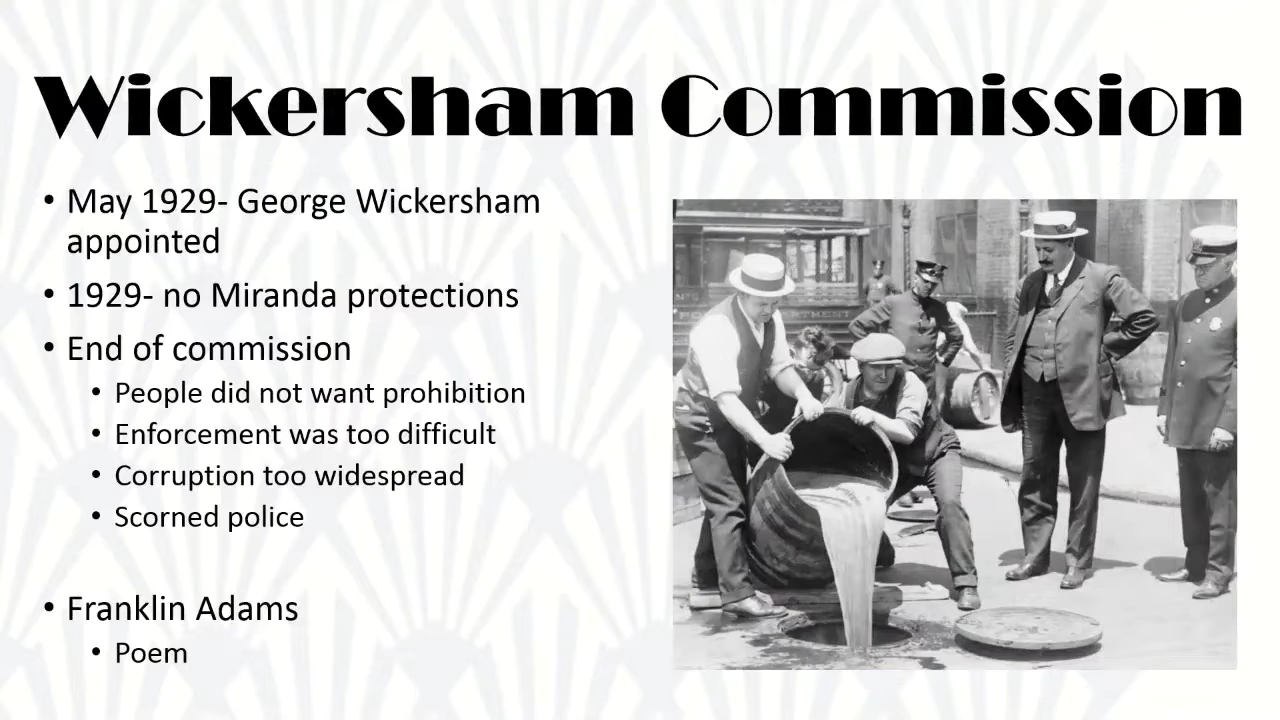 Wickersham Commission
• May 1929- George Wickersham
appointed
• 1929- no Miranda protections
• End of commission
• People did not want prohibition
• Enforcement was too difficult
• Corruption too widespread
• Scorned police
• Franklin Adams
• Poem